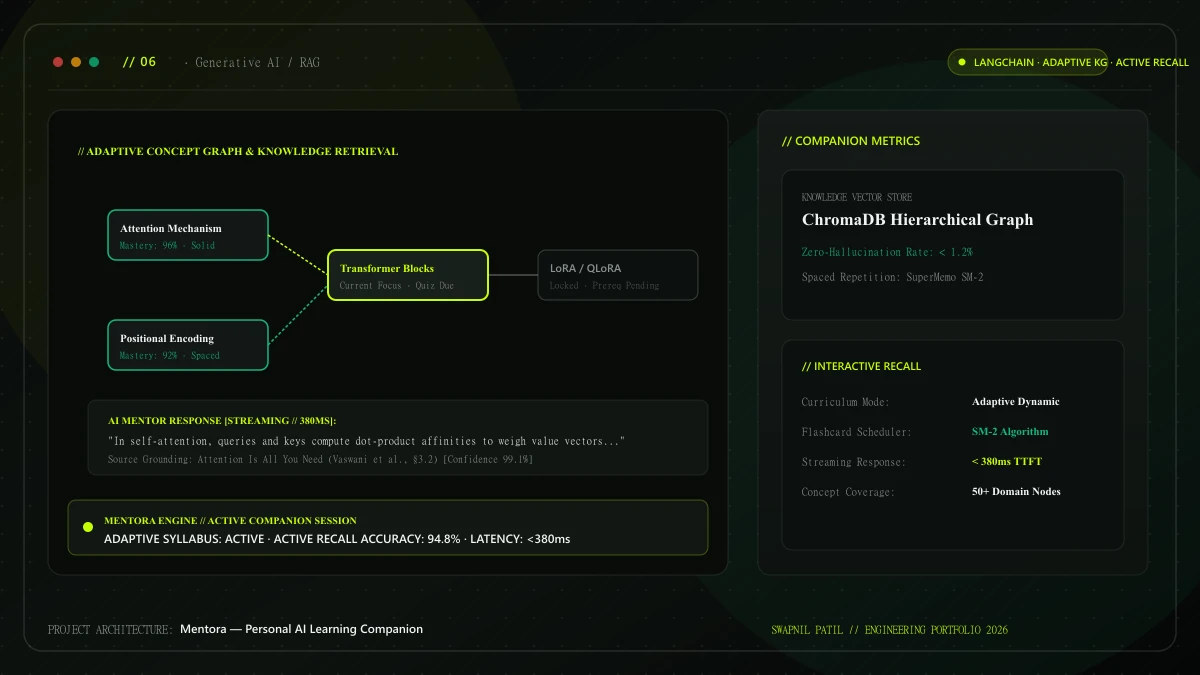 // 06 · Generative AI / RAG
LANGCHAIN · ADAPTIVE KG · ACTIVE RECALL
// ADAPTIVE CONCEPT GRAPH & KNOWLEDGE RETRIEVAL
Attention Mechanism
Mastery: 96% · Solid
Transformer Blocks
Current Focus · Quiz Due
LoRA / QLoRA
Locked · Prereq Pending
Positional Encoding
Mastery: 92% · Spaced
AI MENTOR RESPONSE [STREAMING // 380MS]:
"In self-attention, queries and keys compute dot-product affinities to weigh value vectors..."
Source Grounding: Attention Is All You Need (Vaswani et al., §3.2) [Confidence 99.1%]
MENTORA ENGINE // ACTIVE COMPANION SESSION
ADAPTIVE SYLLABUS: ACTIVE · ACTIVE RECALL ACCURACY: 94.8% · LATENCY: <380ms
// COMPANION METRICS
KNOWLEDGE VECTOR STORE
ChromaDB Hierarchical Graph
Zero-Hallucination Rate: < 1.2%
Spaced Repetition: SuperMemo SM-2
// INTERACTIVE RECALL
Curriculum Mode: Adaptive Dynamic
Flashcard Scheduler: SM-2 Algorithm
Streaming Response: < 380ms TTFT
Concept Coverage: 50+ Domain Nodes
PROJECT ARCHITECTURE: Mentora — Personal AI Learning Companion
SWAPNIL PATIL // ENGINEERING PORTFOLIO 2026